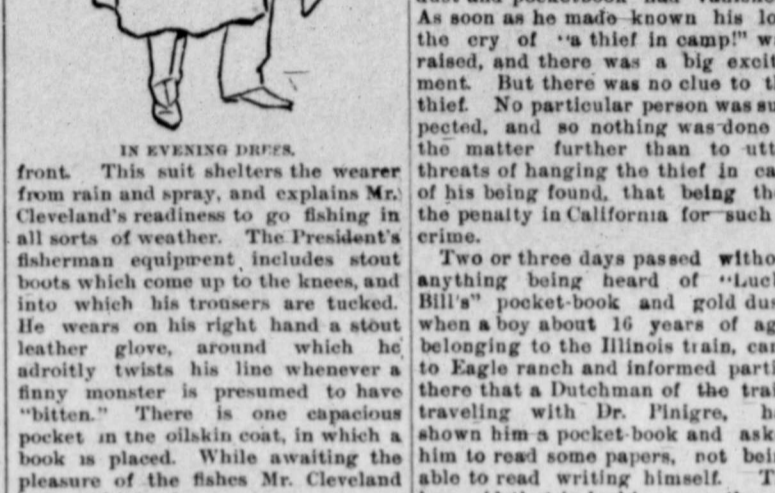 IN EVENING DRESS.
front. This suit shelters the wearer
from rain and spray, and explains Mr.
Cleveland's readiness to go fishing in
all sorts of weather. The President's
fisherman equipment includes stout
boots which come up to the knees, and
into which his trousers are tucked.
He wears on his right hand a stout
leather glove, around which he
adroitly twists his line whenever a
finny monster is presumed to have
"bitten." There is one capacious
pocket in the oilskin coat, in which a
book is placed. While awaiting the
pleasure of the fishes Mr. Cleveland
As soon as he made known his lo
the cry of "a thief in camp!" w
raised, and there was a big excit
ment. But there was no clue to t
thief. No particular person was su
pected, and so nothing was done
the matter further than to utt
threats of hanging the thief in ca
of his being found, that being th
the penalty in California for such
crime.
Two or three days passed witho
anything being heard of "Luc
Bill's" pocket-book and gold du
when a boy about 16 years of ag
belonging to the Illinois train, ca
to Eagle ranch and informed parti
there that a Dutchman of the tra
traveling with Dr. Pinigre, h
shown him a pocket-book and ask
him to read some papers, not bei
able to read writing himself. T